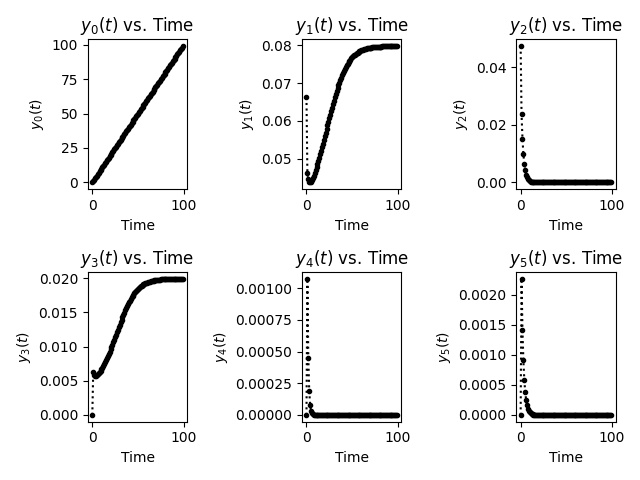 y₀(t) vs. Time
y₀(t)
100
75
50
25
0
0
100
Time
y₁(t) vs. Time
y₁(t)
0.08
0.07
0.06
0.05
0
100
Time
y₂(t) vs. Time
y₂(t)
0.04
0.02
0.00
0
100
Time
y₃(t) vs. Time
y₃(t)
0.020
0.015
0.010
0.005
0.000
0
100
Time
y₄(t) vs. Time
y₄(t)
0.00100
0.00075
0.00050
0.00025
0.00000
0
100
Time
y₅(t) vs. Time
y₅(t)
0.0020
0.0015
0.0010
0.0005
0.0000
0
100
Time